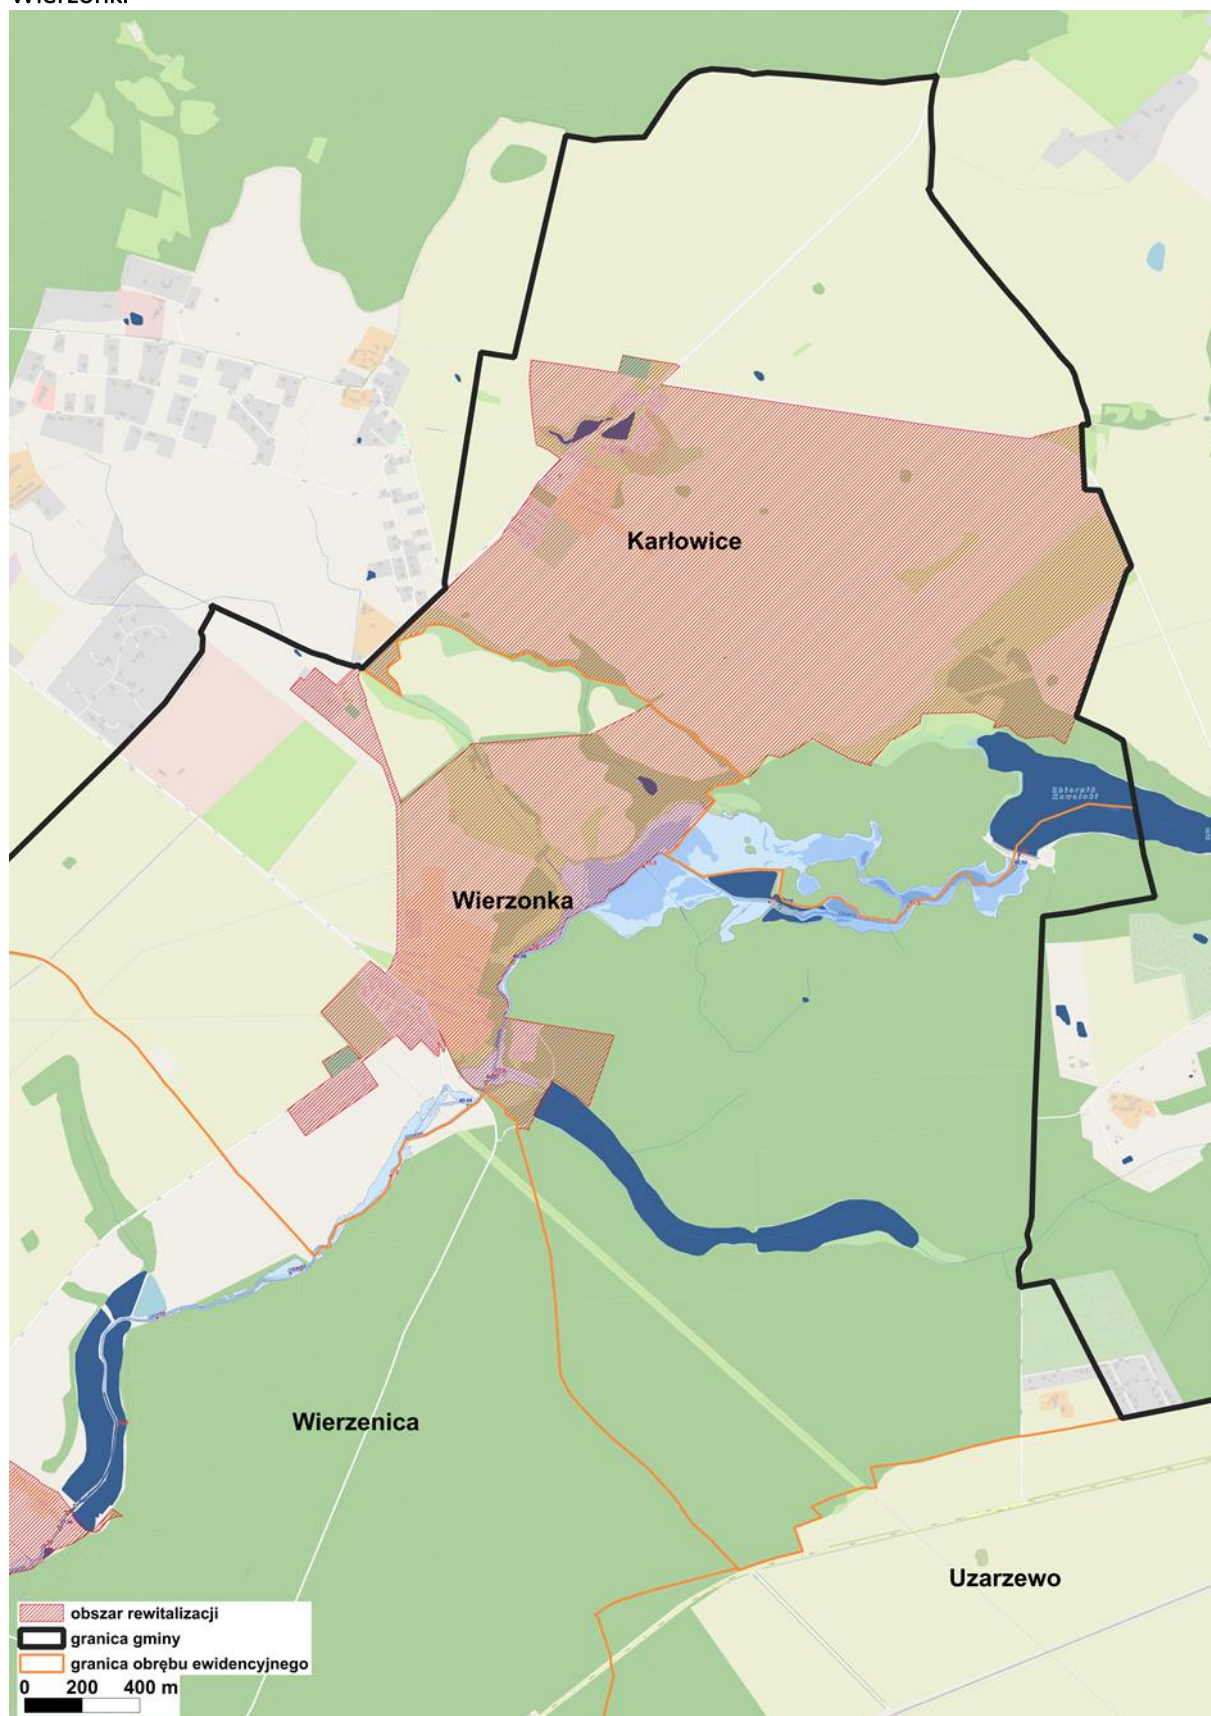 Wierzonki
Karłowice
Wierzonka
Wierzenica
Uzarzewo
obszar rewitalizacji
granica gminy
granica obrębu ewidencyjnego
0 200 400 m